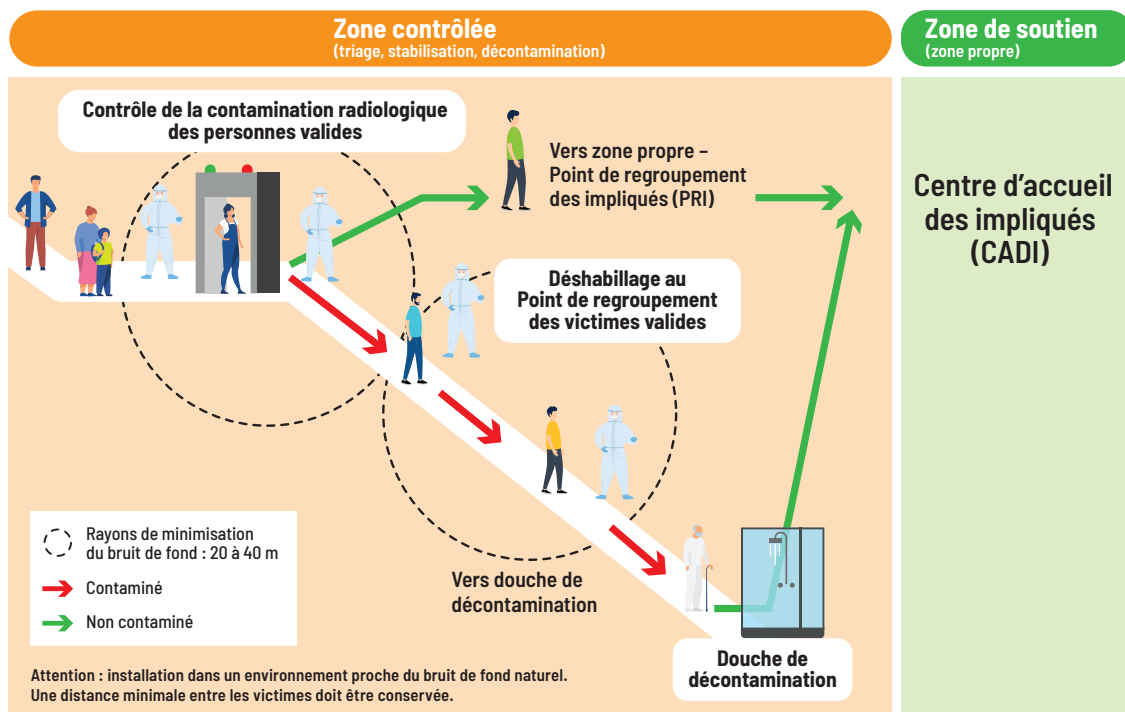 Zone contrôlée
(triage, stabilisation, décontamination)
Zone de soutien
(zone propre)
Contrôle de la contamination radiologique
des personnes valides
Vers zone propre –
Point de regroupement
des impliqués (PRI)
Centre d’accueil
des impliqués
(CADI)
Déshabillage au
Point de regroupement
des victimes valides
Rayons de minimisation
du bruit de fond : 20 à 40 m
Contaminé
Non contaminé
Vers douche de
décontamination
Douche de
décontamination
Attention : installation dans un environnement proche du bruit de fond naturel.
Une distance minimale entre les victimes doit être conservée.